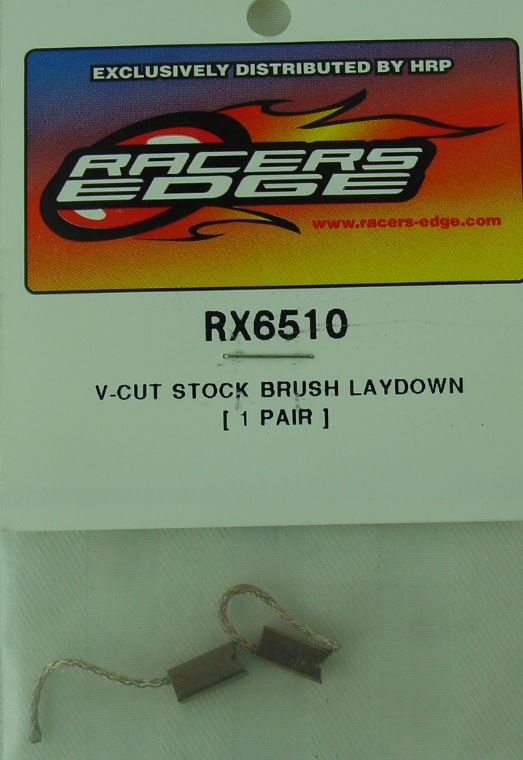 EXCLUSIVELY DISTRIBUTED BY HRP
RACERS
EDGE
www.racers-edge.com
RX6510
V-CUT STOCK BRUSH LAYDOWN
[ 1 PAIR ]